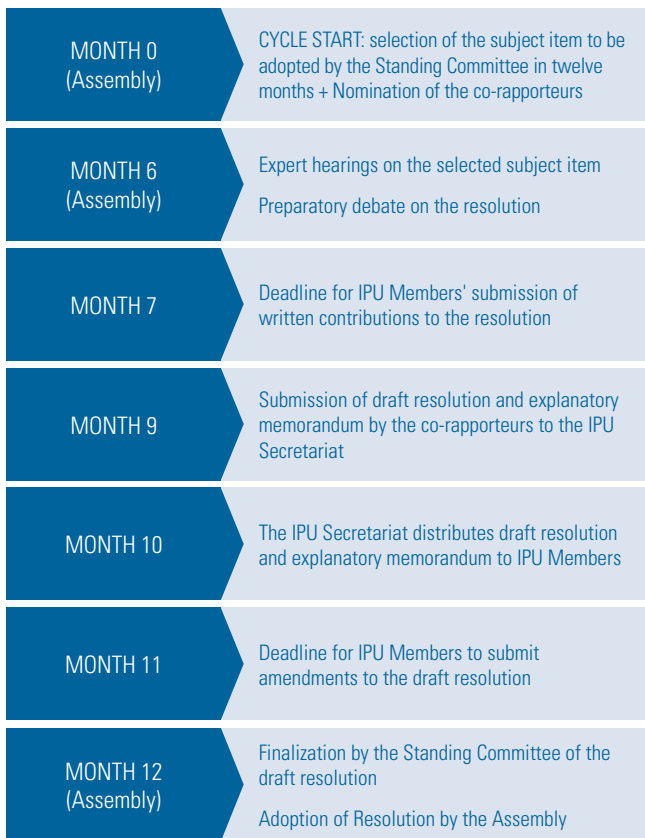 MONTH 0
(Assembly)
CYCLE START: selection of the subject item to be
adopted by the Standing Committee in twelve
months + Nomination of the co-rapporteurs
MONTH 6
(Assembly)
Expert hearings on the selected subject item
Preparatory debate on the resolution
MONTH 7
Deadline for IPU Members' submission of
written contributions to the resolution
MONTH 9
Submission of draft resolution and explanatory
memorandum by the co-rapporteurs to the IPU
Secretariat
MONTH 10
The IPU Secretariat distributes draft resolution
and explanatory memorandum to IPU Members
MONTH 11
Deadline for IPU Members to submit
amendments to the draft resolution
MONTH 12
(Assembly)
Finalization by the Standing Committee of the
draft resolution
Adoption of Resolution by the Assembly